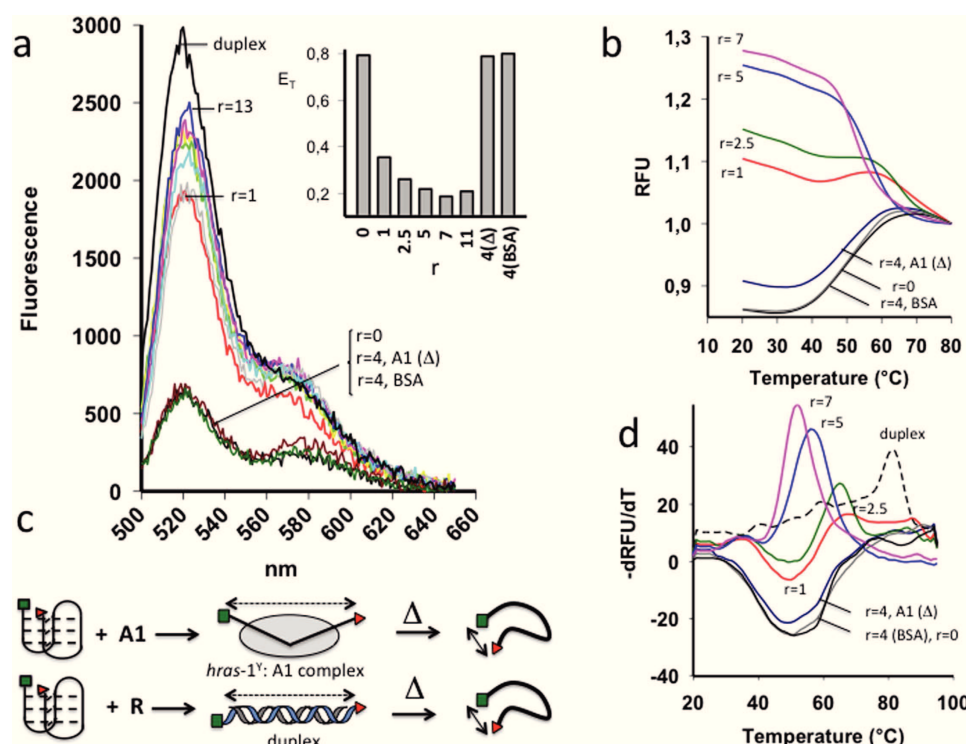 a
3000
2500
2000
1500
1000
500
0
Fluorescence
500 520 540 560 580 600 620 640 660
nm
duplex
r=13
r=1
r=0
r=4, A1 (Δ)
r=4, BSA
E_T
0,8
0,6
0,4
0,2
0 1 2.5 5 7 11 4(Δ) 4(BSA)
r
b
1,3
1,2
1,1
1,0
0,9
RFU
r= 7
r= 5
r=2.5
r=1
r=4, A1 (Δ)
r=0
r=4, BSA
10 20 30 40 50 60 70 80
Temperature (°C)
c
+ A1
Δ
hras-1ʸ: A1 complex
+ R
Δ
duplex
d
40
20
0
-20
-40
-dRFU/dT
r=7
r=5
duplex
r=2.5
r=1
r=4, A1 (Δ)
r=4 (BSA), r=0
20 40 60 80 100
Temperature (°C)